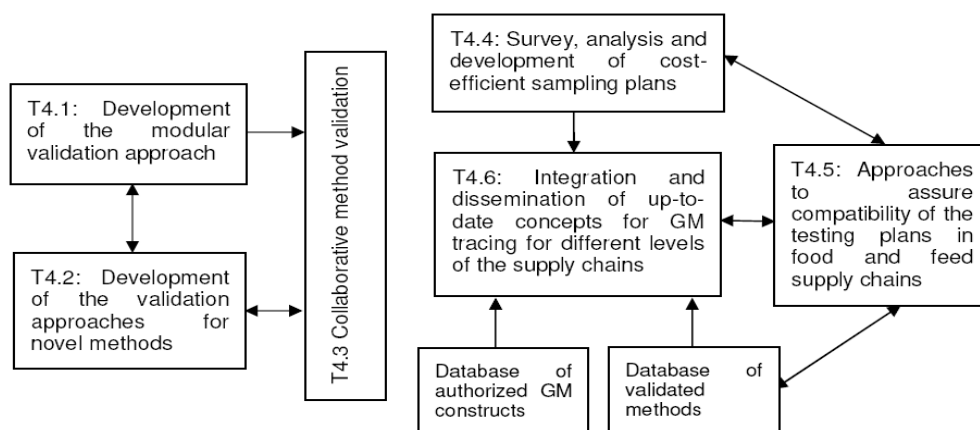 T4.1: Development
of the modular
validation approach
T4.2: Development
of the validation
approaches for
novel methods
T4.3 Collaborative method validation
T4.4: Survey, analysis and
development of cost-
efficient sampling plans
T4.6: Integration and
dissemination of up-to-
date concepts for GM
tracing for different levels
of the supply chains
T4.5: Approaches
to assure
compatibility of the
testing plans in
food and feed
supply chains
Database of
authorized GM
constructs
Database of
validated
methods